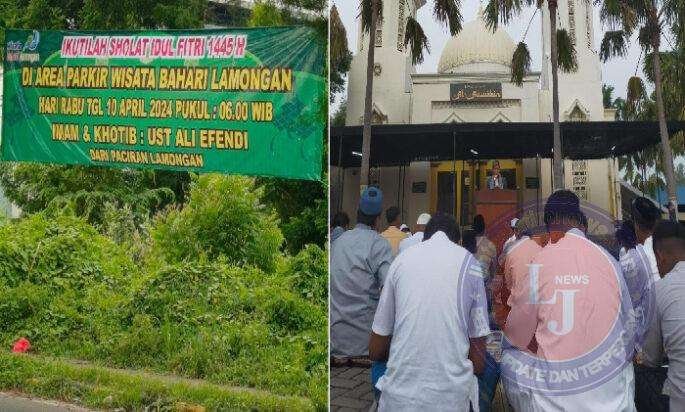 IKUTILAH SHOLAT IDUL FITRI 1445 H
DI AREA PARKIR WISATA BAHARI LAMONGAN
HARI RABU TGL 10 APRIL 2024 PUKUL : 06.00 WIB
IMAM & KHOTIB : UST ALI EFENDI
DARI PACIRAN LAMONGAN
NEWS
LJ